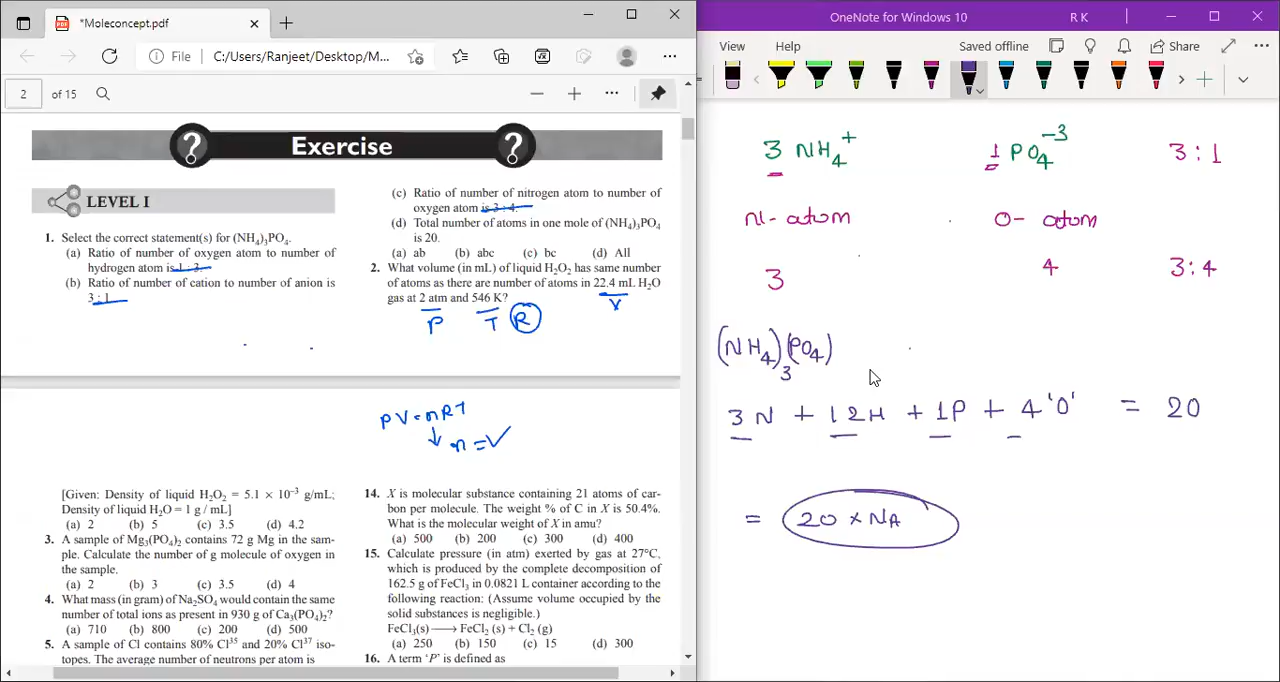 *Moleconcept.pdf
File C:/Users/Ranjeet/Desktop/M...
2 of 15
Exercise
LEVEL I
1. Select the correct statement(s) for (NH₄)₃PO₄.
(a) Ratio of number of oxygen atom to number of
hydrogen atom is 1 : 3.
(b) Ratio of number of cation to number of anion is
3 : 1
(c) Ratio of number of nitrogen atom to number of
oxygen atom is 3 : 4.
(d) Total number of atoms in one mole of (NH₄)₃PO₄
is 20.
(a) ab (b) abc (c) bc (d) All
2. What volume (in mL) of liquid H₂O₂ has same number
of atoms as there are number of atoms in 22.4 mL H₂O
gas at 2 atm and 546 K?
P T R V
PV = nRT
n = ✓
[Given: Density of liquid H₂O₂ = 5.1 × 10⁻³ g/mL;
Density of liquid H₂O = 1 g / mL]
(a) 2 (b) 5 (c) 3.5 (d) 4.2
3. A sample of Mg₃(PO₄)₂ contains 72 g Mg in the sam-
ple. Calculate the number of g molecule of oxygen in
the sample.
(a) 2 (b) 3 (c) 3.5 (d) 4
4. What mass (in gram) of Na₂SO₄ would contain the same
number of total ions as present in 930 g of Ca₃(PO₄)₂?
(a) 710 (b) 800 (c) 200 (d) 500
5. A sample of Cl contains 80% Cl³⁵ and 20% Cl³⁷ iso-
topes. The average number of neutrons per atom is
14. X is molecular substance containing 21 atoms of car-
bon per molecule. The weight % of C in X is 50.4%.
What is the molecular weight of X in amu?
(a) 500 (b) 200 (c) 300 (d) 400
15. Calculate pressure (in atm) exerted by gas at 27°C,
which is produced by the complete decomposition of
162.5 g of FeCl₃ in 0.0821 L container according to the
following reaction: (Assume volume occupied by the
solid substances is negligible.)
FeCl₃(s) ⟶ FeCl₂ (s) + Cl₂ (g)
(a) 250 (b) 150 (c) 15 (d) 300
16. A term 'P' is defined as
OneNote for Windows 10 R K
View Help Saved offline Share
3 NH₄⁺ 1 PO₄⁻³ 3 : 1
N- atom O- atom
3 4 3 : 4
(NH₄)₃(PO₄)
3 N + 12H + 1P + 4 'O' = 20
= 20 × NA